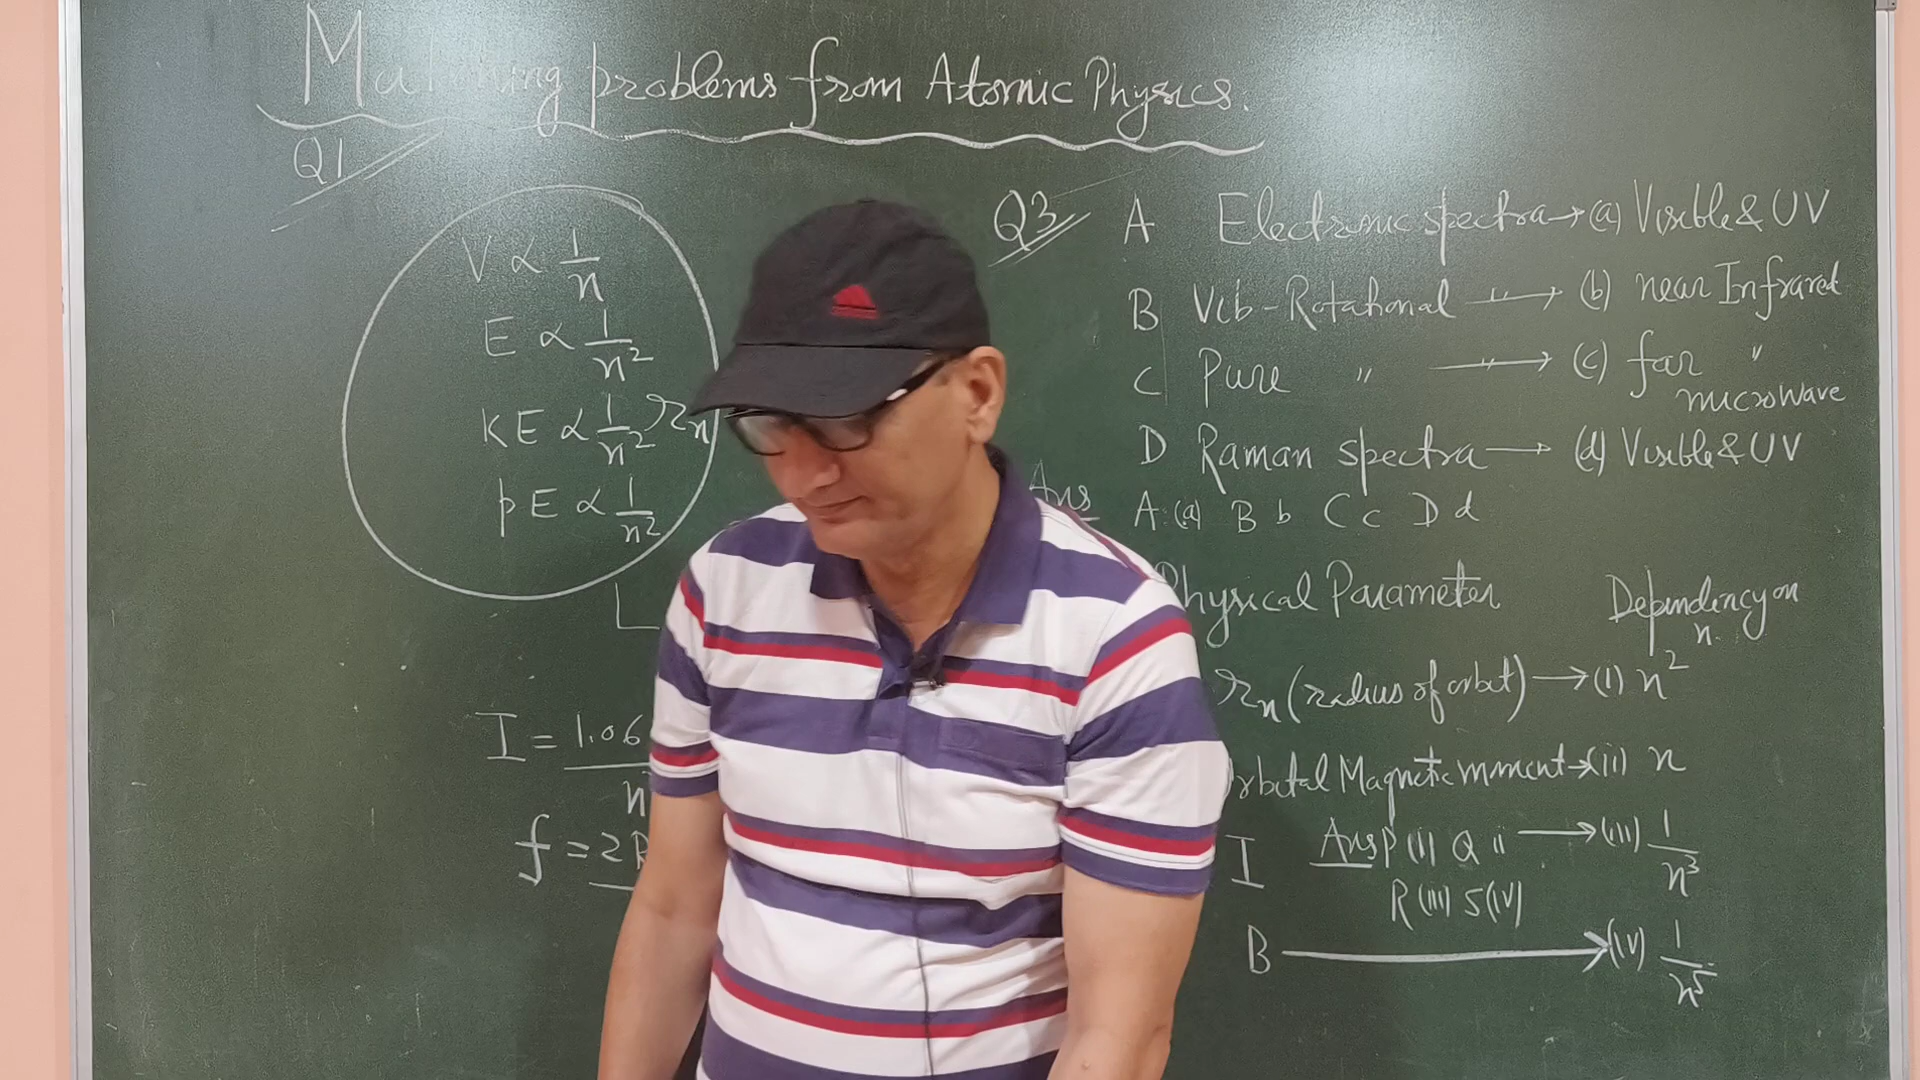 Matching problems from Atomic Physics.
Q1
V ∝ 1/n
E ∝ 1/n²
KE ∝ 1/n² rn
pE ∝ 1/n²
I = 1.06
n
f = 2R
Q3 A Electronic spectra → (a) Visible & UV
B Vib-Rotational " → (b) near Infrared
C Pure " " → (c) far "
microwave
D Raman spectra → (d) Visible & UV
Ans A (a) B b C c D d
Physical Parameter Dependency on
n.
rn (radius of orbit) → (i) n²
rbital Magnetic moment → (ii) n
I Ans P (i) Q ii → (iii) 1/n³
R (iii) S (iv)
B → (iv) 1/n⁵